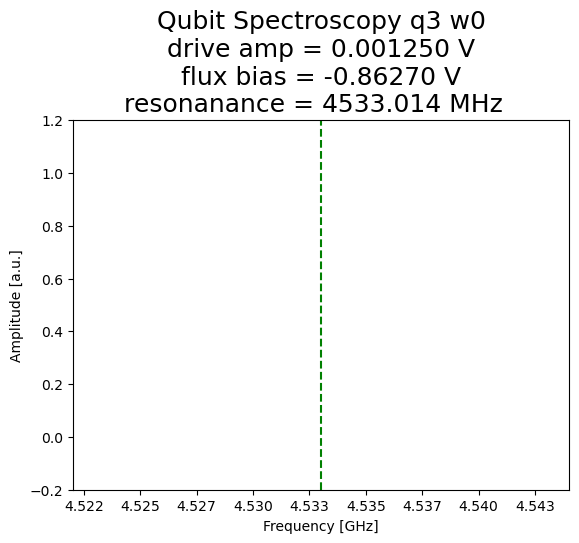 Qubit Spectroscopy q3 w0
drive amp = 0.001250 V
flux bias = -0.86270 V
resonanance = 4533.014 MHz
1.2
1.0
0.8
0.6
0.4
0.2
0.0
−0.2
Amplitude [a.u.]
4.522 4.525 4.527 4.530 4.533 4.535 4.537 4.540 4.543
Frequency [GHz]